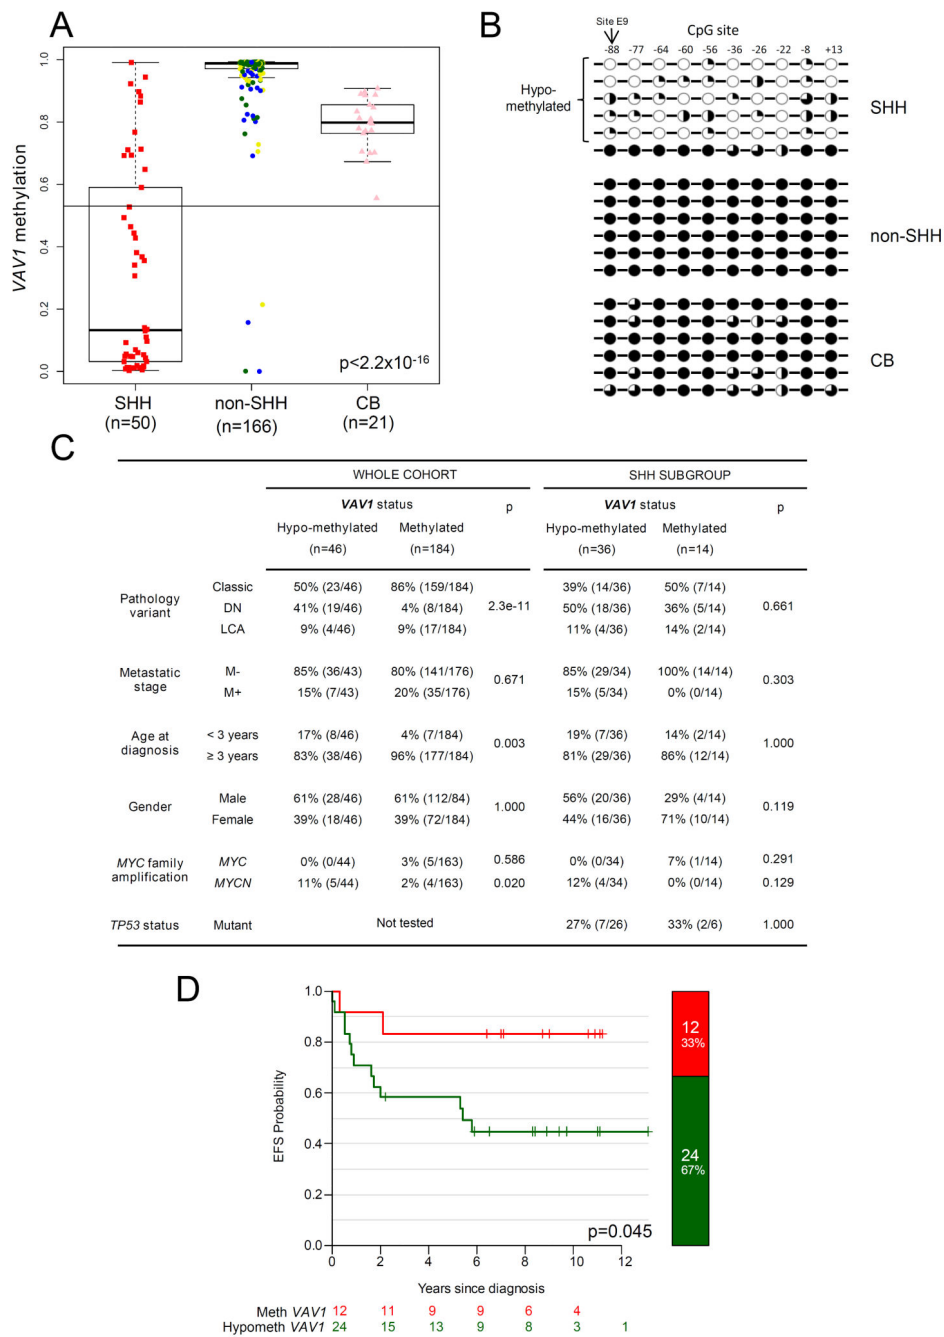 A
VAV1 methylation
1.0
0.8
0.6
0.4
0.2
0.0
p<2.2x10-16
SHH
(n=50)
non-SHH
(n=166)
CB
(n=21)
B
Site E9
CpG site
-88 -77 -64 -60 -56 -36 -26 -22 -8 +13
Hypo-
methylated
SHH
non-SHH
CB
C
WHOLE COHORT SHH SUBGROUP
VAV1 status p VAV1 status p
Hypo-methylated Methylated Hypo-methylated Methylated
(n=46) (n=184) (n=36) (n=14)
Pathology variant
Classic 50% (23/46) 86% (159/184) 39% (14/36) 50% (7/14)
DN 41% (19/46) 4% (8/184) 2.3e-11 50% (18/36) 36% (5/14) 0.661
LCA 9% (4/46) 9% (17/184) 11% (4/36) 14% (2/14)
Metastatic stage
M- 85% (36/43) 80% (141/176) 0.671 85% (29/34) 100% (14/14) 0.303
M+ 15% (7/43) 20% (35/176) 15% (5/34) 0% (0/14)
Age at diagnosis
< 3 years 17% (8/46) 4% (7/184) 0.003 19% (7/36) 14% (2/14) 1.000
≥ 3 years 83% (38/46) 96% (177/184) 81% (29/36) 86% (12/14)
Gender
Male 61% (28/46) 61% (112/84) 1.000 56% (20/36) 29% (4/14) 0.119
Female 39% (18/46) 39% (72/184) 44% (16/36) 71% (10/14)
MYC family amplification
MYC 0% (0/44) 3% (5/163) 0.586 0% (0/34) 7% (1/14) 0.291
MYCN 11% (5/44) 2% (4/163) 0.020 12% (4/34) 0% (0/14) 0.129
TP53 status Mutant Not tested 27% (7/26) 33% (2/6) 1.000
D
EFS Probability
1.0
0.8
0.6
0.4
0.2
0.0
p=0.045
0 2 4 6 8 10 12
Years since diagnosis
12
33%
24
67%
Meth VAV1 12 11 9 9 6 4
Hypometh VAV1 24 15 13 9 8 3 1